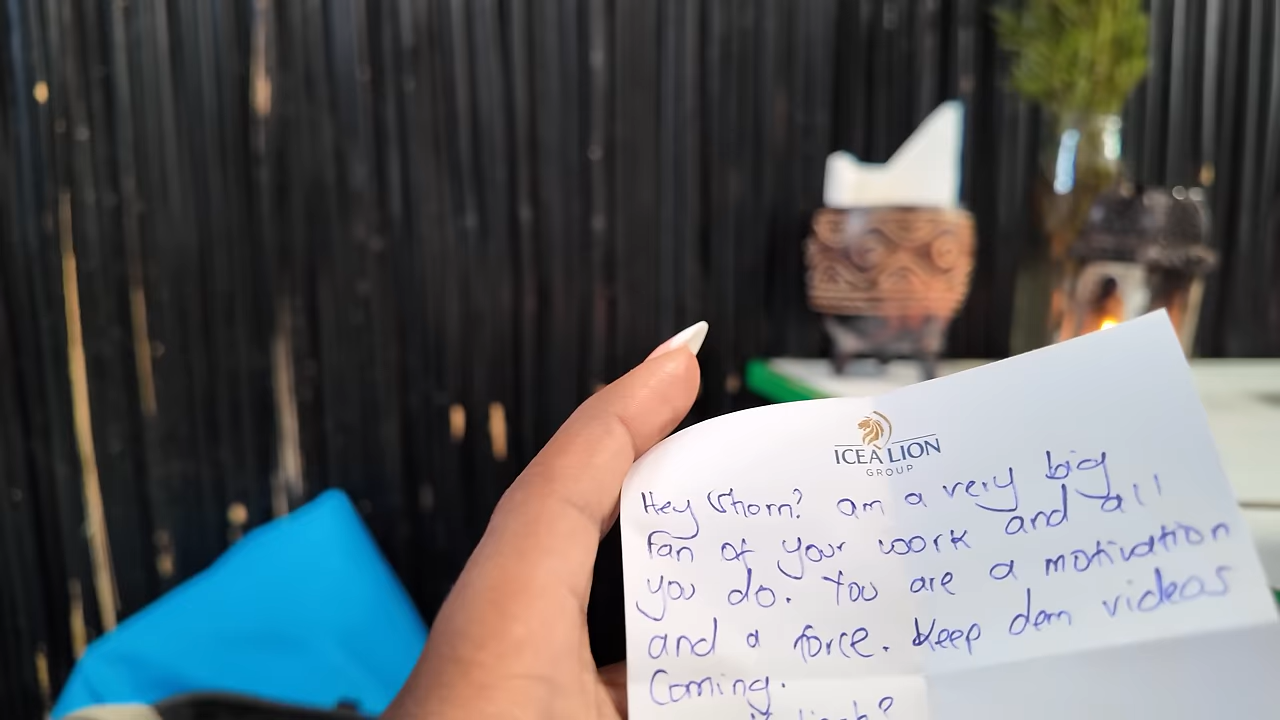 ICEA LION
GROUP
Hey Vhorn? am a very big
Fan of your work and all
you do. You are a motivation
and a force. Keep dem videos
Coming.